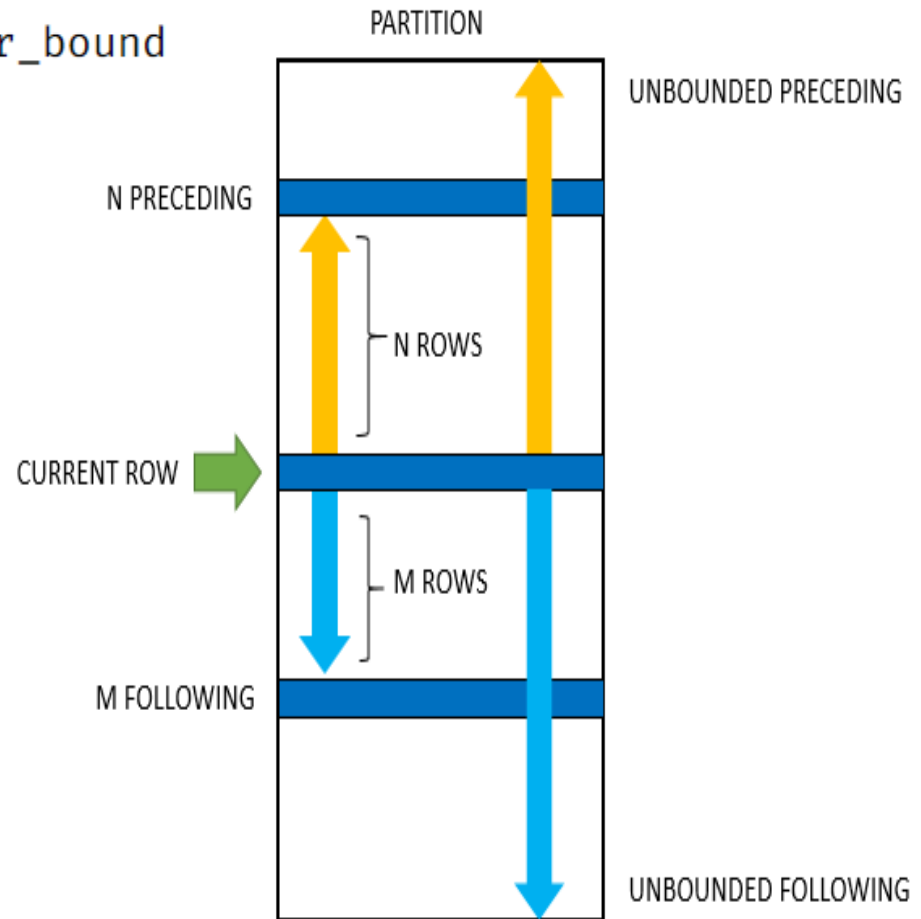 r_bound
PARTITION
UNBOUNDED PRECEDING
N PRECEDING
N ROWS
CURRENT ROW
M ROWS
M FOLLOWING
UNBOUNDED FOLLOWING